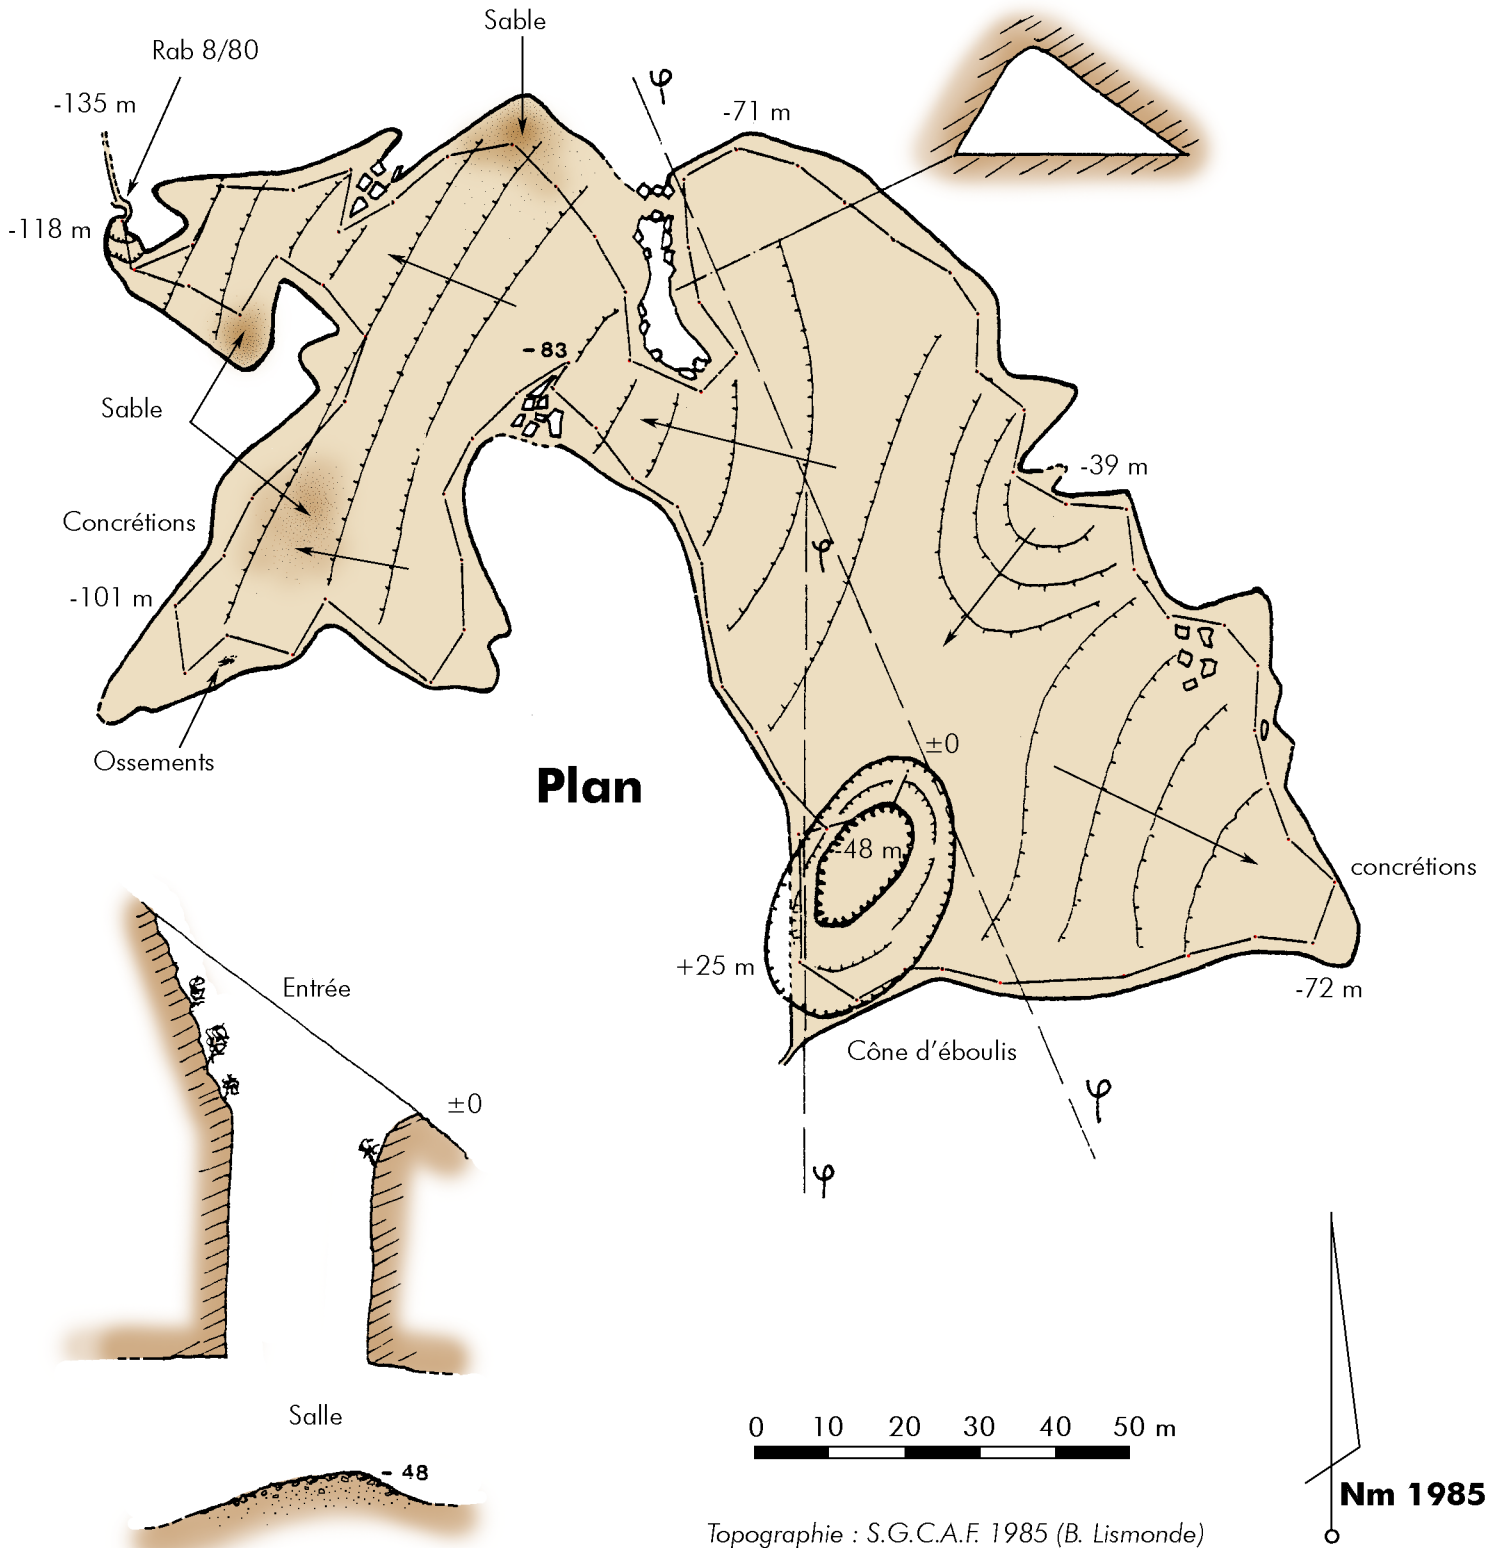 Sable
Rab 8/80
-135 m
-71 m
-118 m
- 83
Sable
-39 m
Concrétions
-101 m
Ossements
Plan
±0
-48 m
concrétions
+25 m
-72 m
Entrée
Cône d'éboulis
±0
φ
φ
φ
φ
Salle
- 48
0 10 20 30 40 50 m
Nm 1985
Topographie : S.G.C.A.F. 1985 (B. Lismonde)